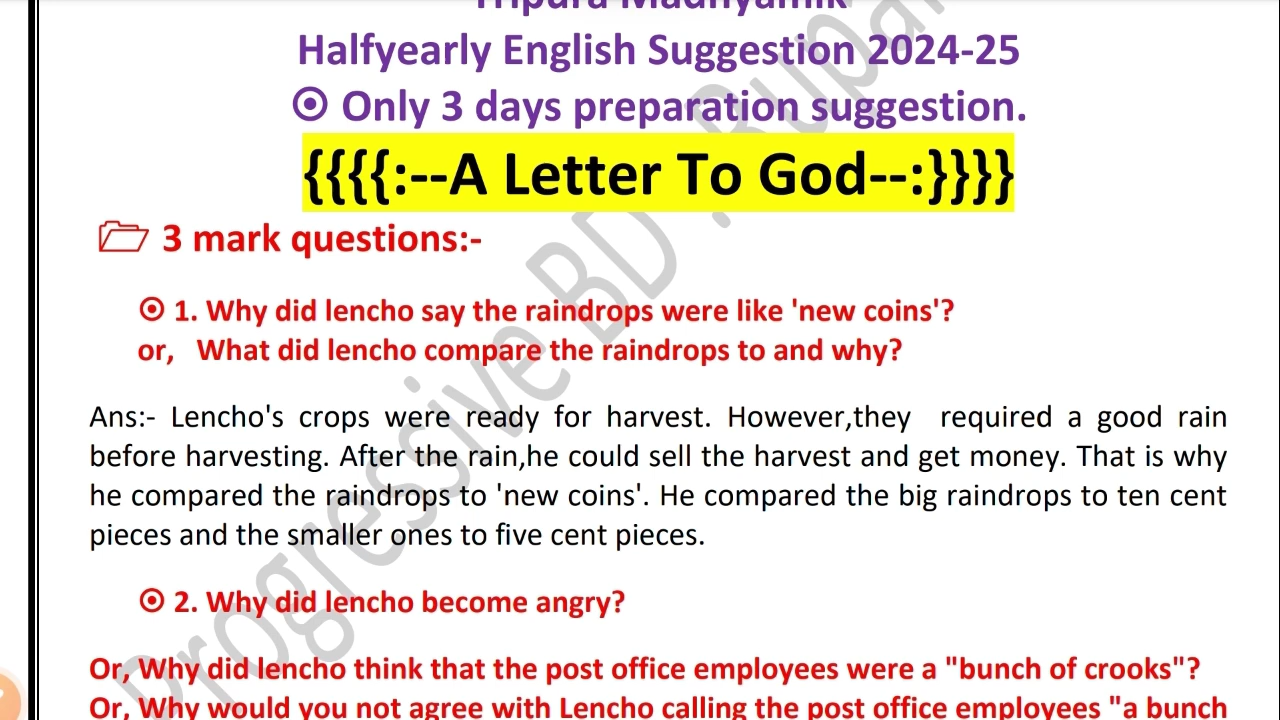 Tripura Madhyamik
Halfyearly English Suggestion 2024-25
⦿ Only 3 days preparation suggestion.
{{{{:--A Letter To God--:}}}}
3 mark questions:-
⦿ 1. Why did lencho say the raindrops were like 'new coins'?
or, What did lencho compare the raindrops to and why?
Ans:- Lencho's crops were ready for harvest. However,they required a good rain
before harvesting. After the rain,he could sell the harvest and get money. That is why
he compared the raindrops to 'new coins'. He compared the big raindrops to ten cent
pieces and the smaller ones to five cent pieces.
⦿ 2. Why did lencho become angry?
Or, Why did lencho think that the post office employees were a "bunch of crooks"?
Or, Why would you not agree with Lencho calling the post office employees "a bunch
Progressive BD